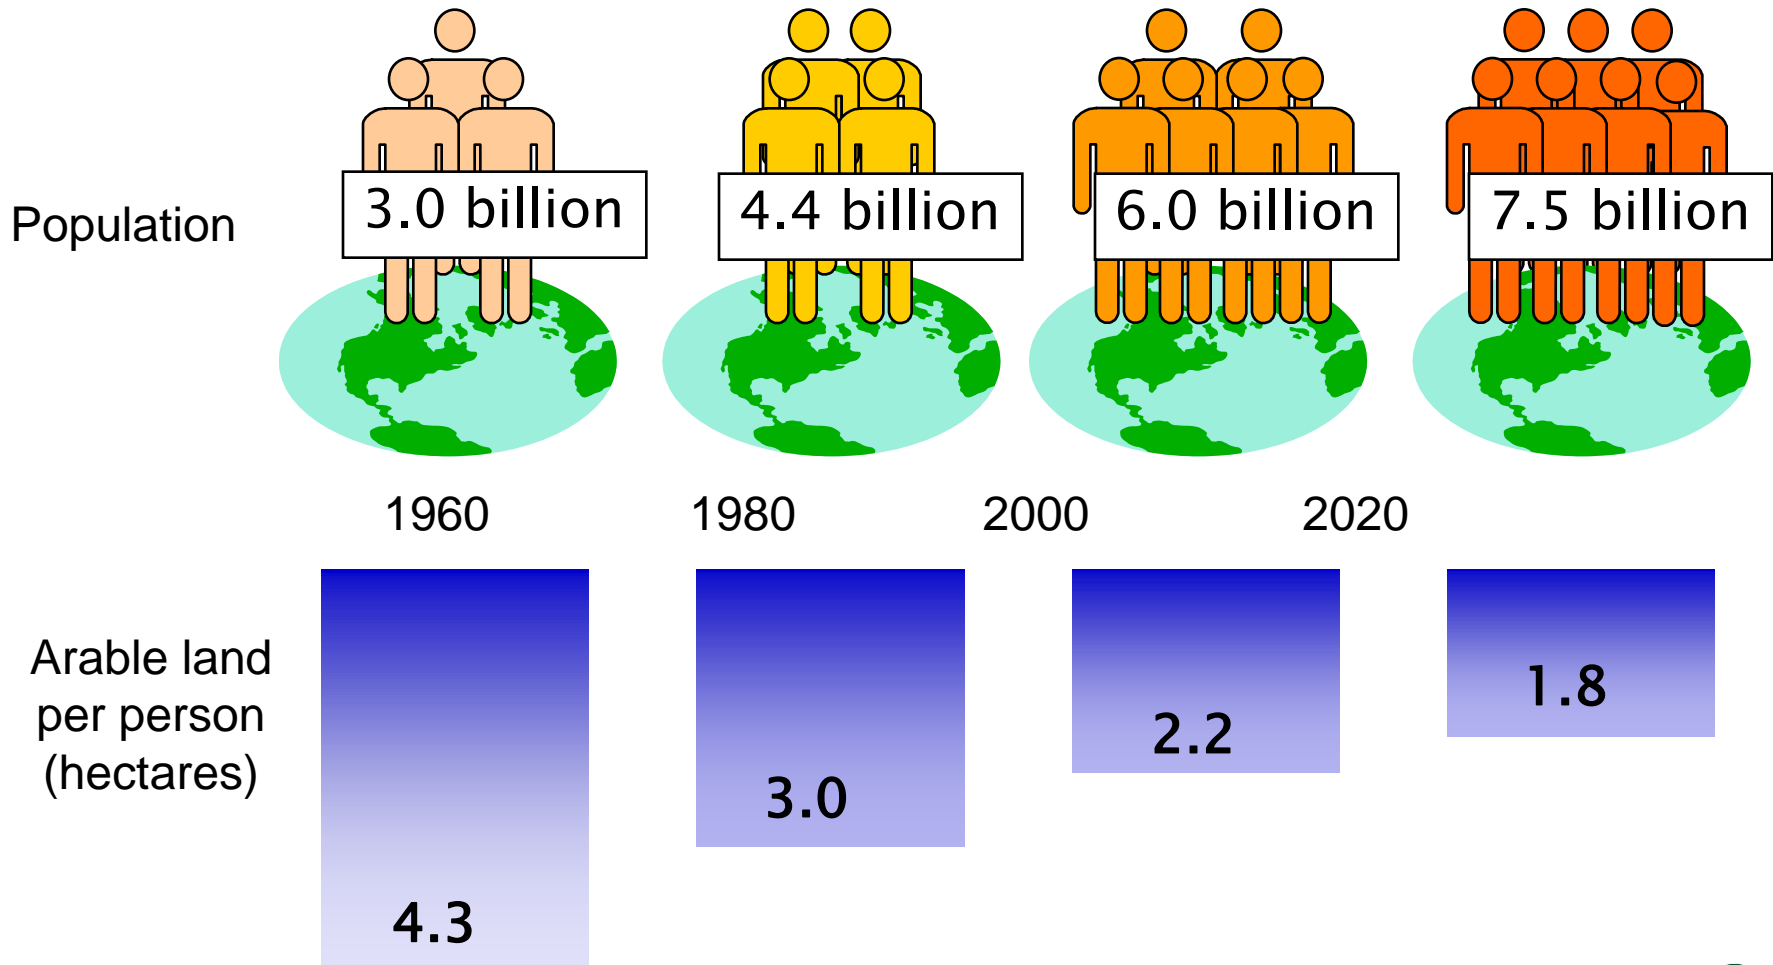 Population
3.0 billion
4.4 billion
6.0 billion
7.5 billion
1960
1980
2000
2020
Arable land
per person
(hectares)
4.3
3.0
2.2
1.8